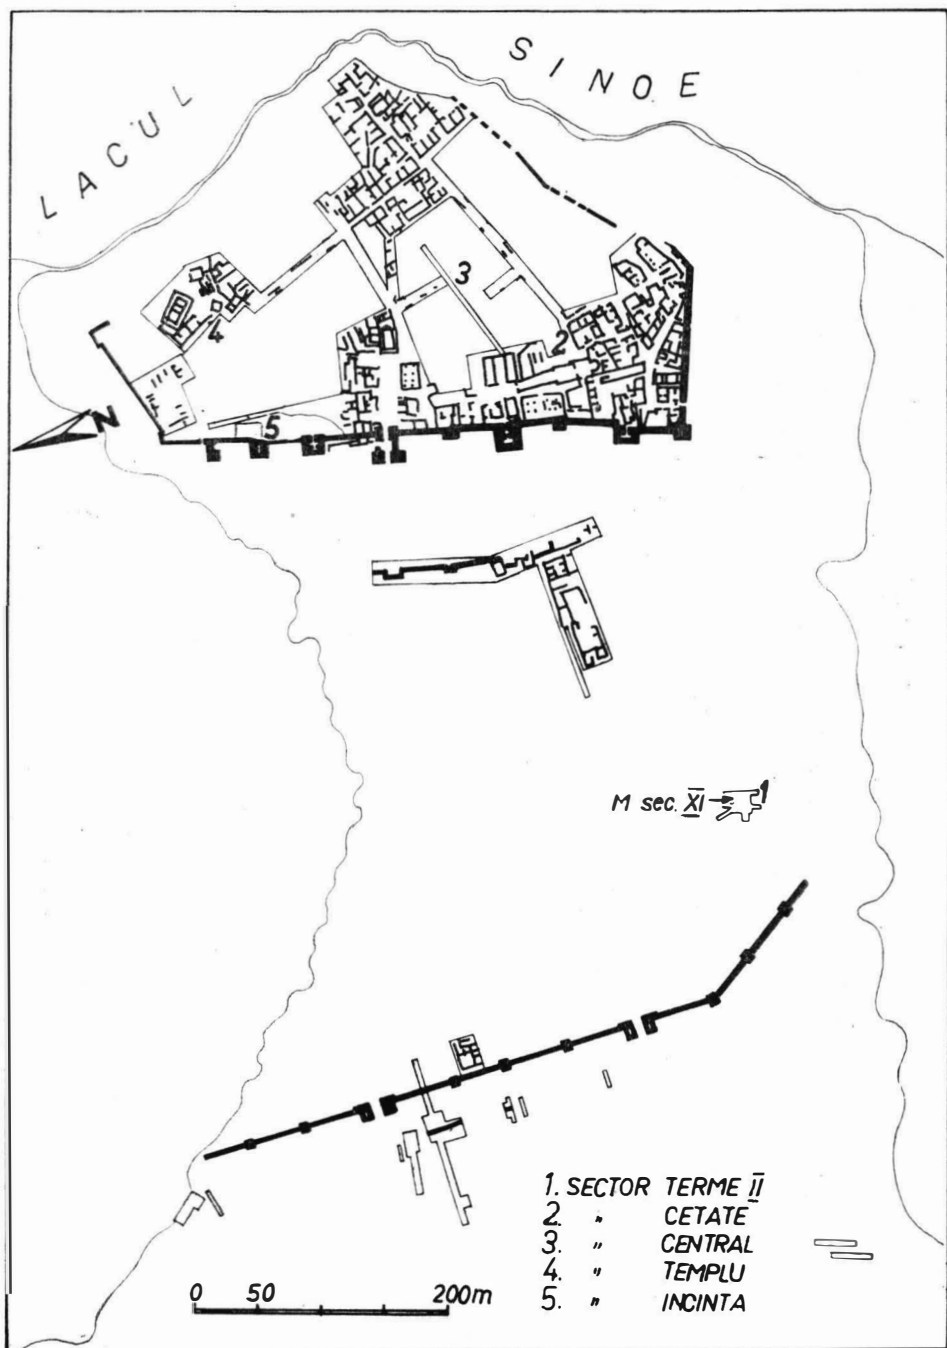 LACUL SINOE
3
2
4
N
5
M sec. XI
1
1. SECTOR TERME II
2. " CETATE
3. " CENTRAL
4. " TEMPLU
5. " INCINTA
0 50 200m